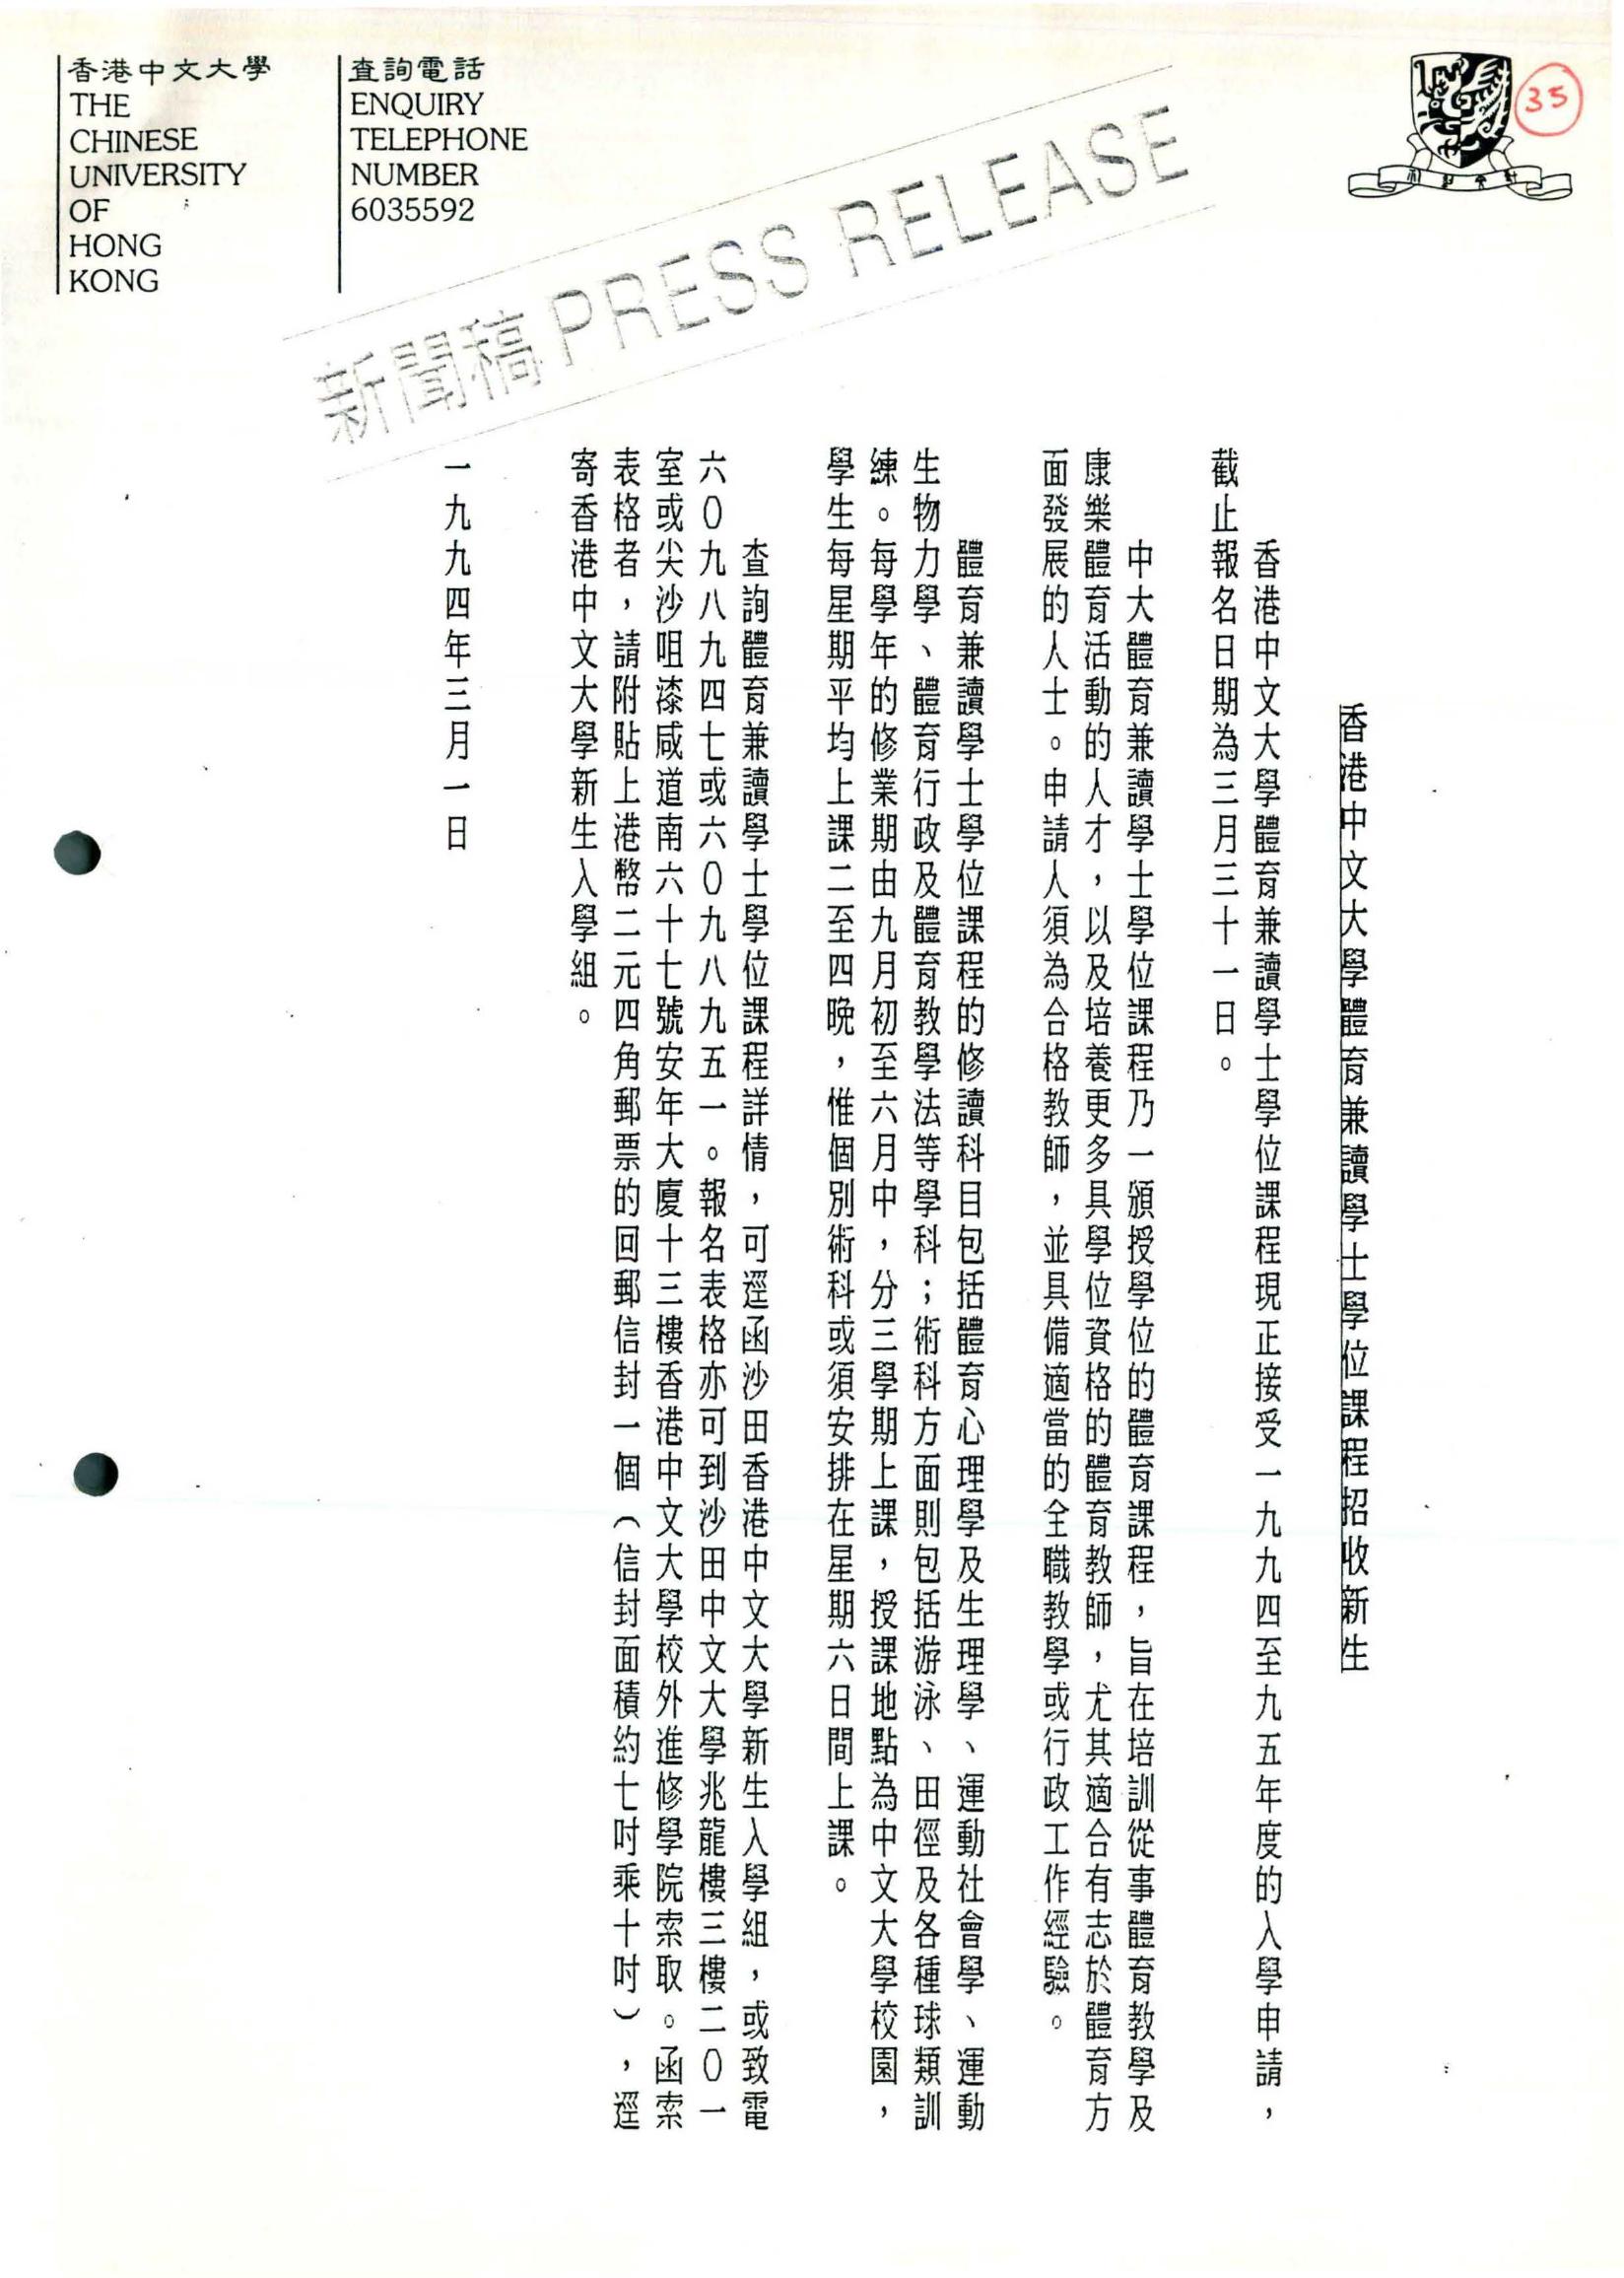 香港中文大學
THE
CHINESE
UNIVERSITY
OF
HONG
KONG
查詢電話
ENQUIRY
TELEPHONE
NUMBER
6035592
35
新聞稿 PRESS RELEASE
香港中文大學體育兼讀學士學位課程招收新生
香港中文大學體育兼讀學士學位課程現正接受一九九四至九五年度的入學申請，
截止報名日期為三月三十一日。
中大體育兼讀學士學位課程乃一頒授學位的體育課程，旨在培訓從事體育教學及
康樂體育活動的人才，以及培養更多具學位資格的體育教師，尤其適合有志於體育方
面發展的人士。申請人須為合格教師，並具備適當的全職教學或行政工作經驗。
體育兼讀學士學位課程的修讀科目包括體育心理學及生理學、運動社會學、運動
生物力學、體育行政及體育教學法等學科；術科方面則包括游泳、田徑及各種球類訓
練。每學年的修業期由九月初至六月中，分三學期上課，授課地點為中文大學校園，
學生每星期平均上課二至四晚，惟個別術科或須安排在星期六日間上課。
查詢體育兼讀學士學位課程詳情，可逕函沙田香港中文大學新生入學組，或致電
六０九八九四七或六０九八九五一。報名表格亦可到沙田中文大學兆龍樓三樓二０一
室或尖沙咀漆咸道南六十七號安年大廈十三樓香港中文大學校外進修學院索取。函索
表格者，請附貼上港幣二元四角郵票的回郵信封一個（信封面積約七吋乘十吋），逕
寄香港中文大學新生入學組。
一九九四年三月一日